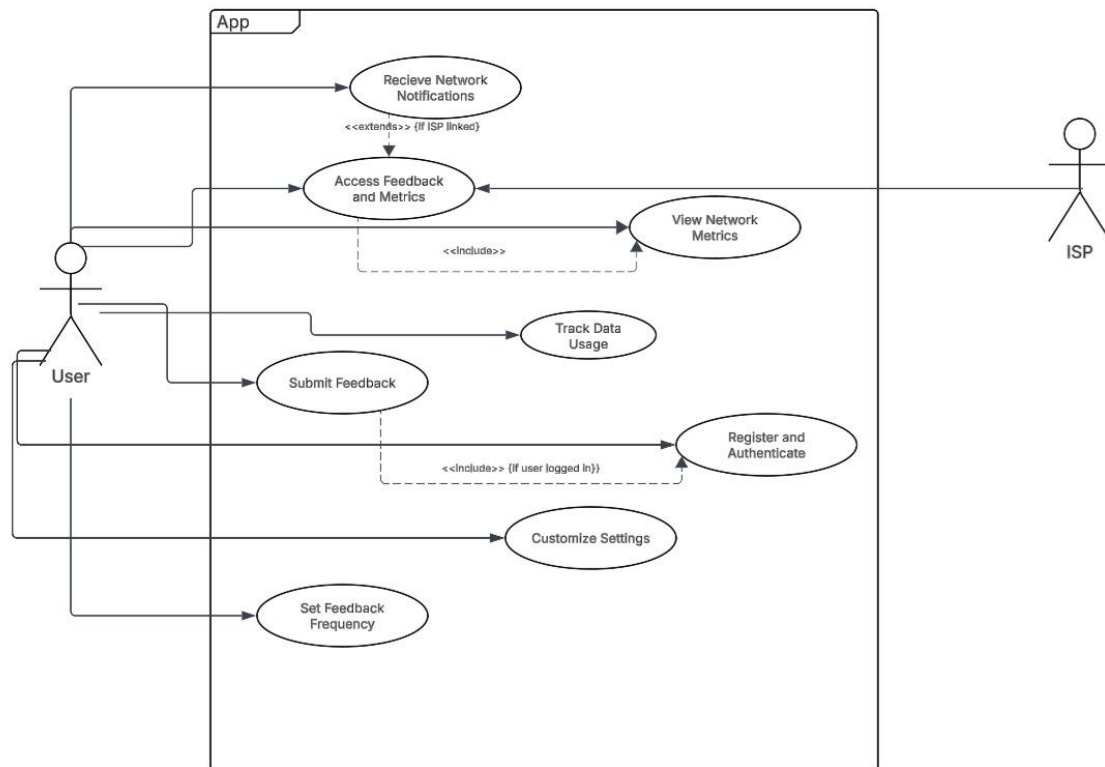 App
Recieve Network
Notifications
<<extends>> {if ISP linked}
Access Feedback
and Metrics
View Network
Metrics
<<include>>
ISP
Track Data
Usage
User
Submit Feedback
Register and
Authenticate
<<include>> {if user logged in}}
Customize Settings
Set Feedback
Frequency